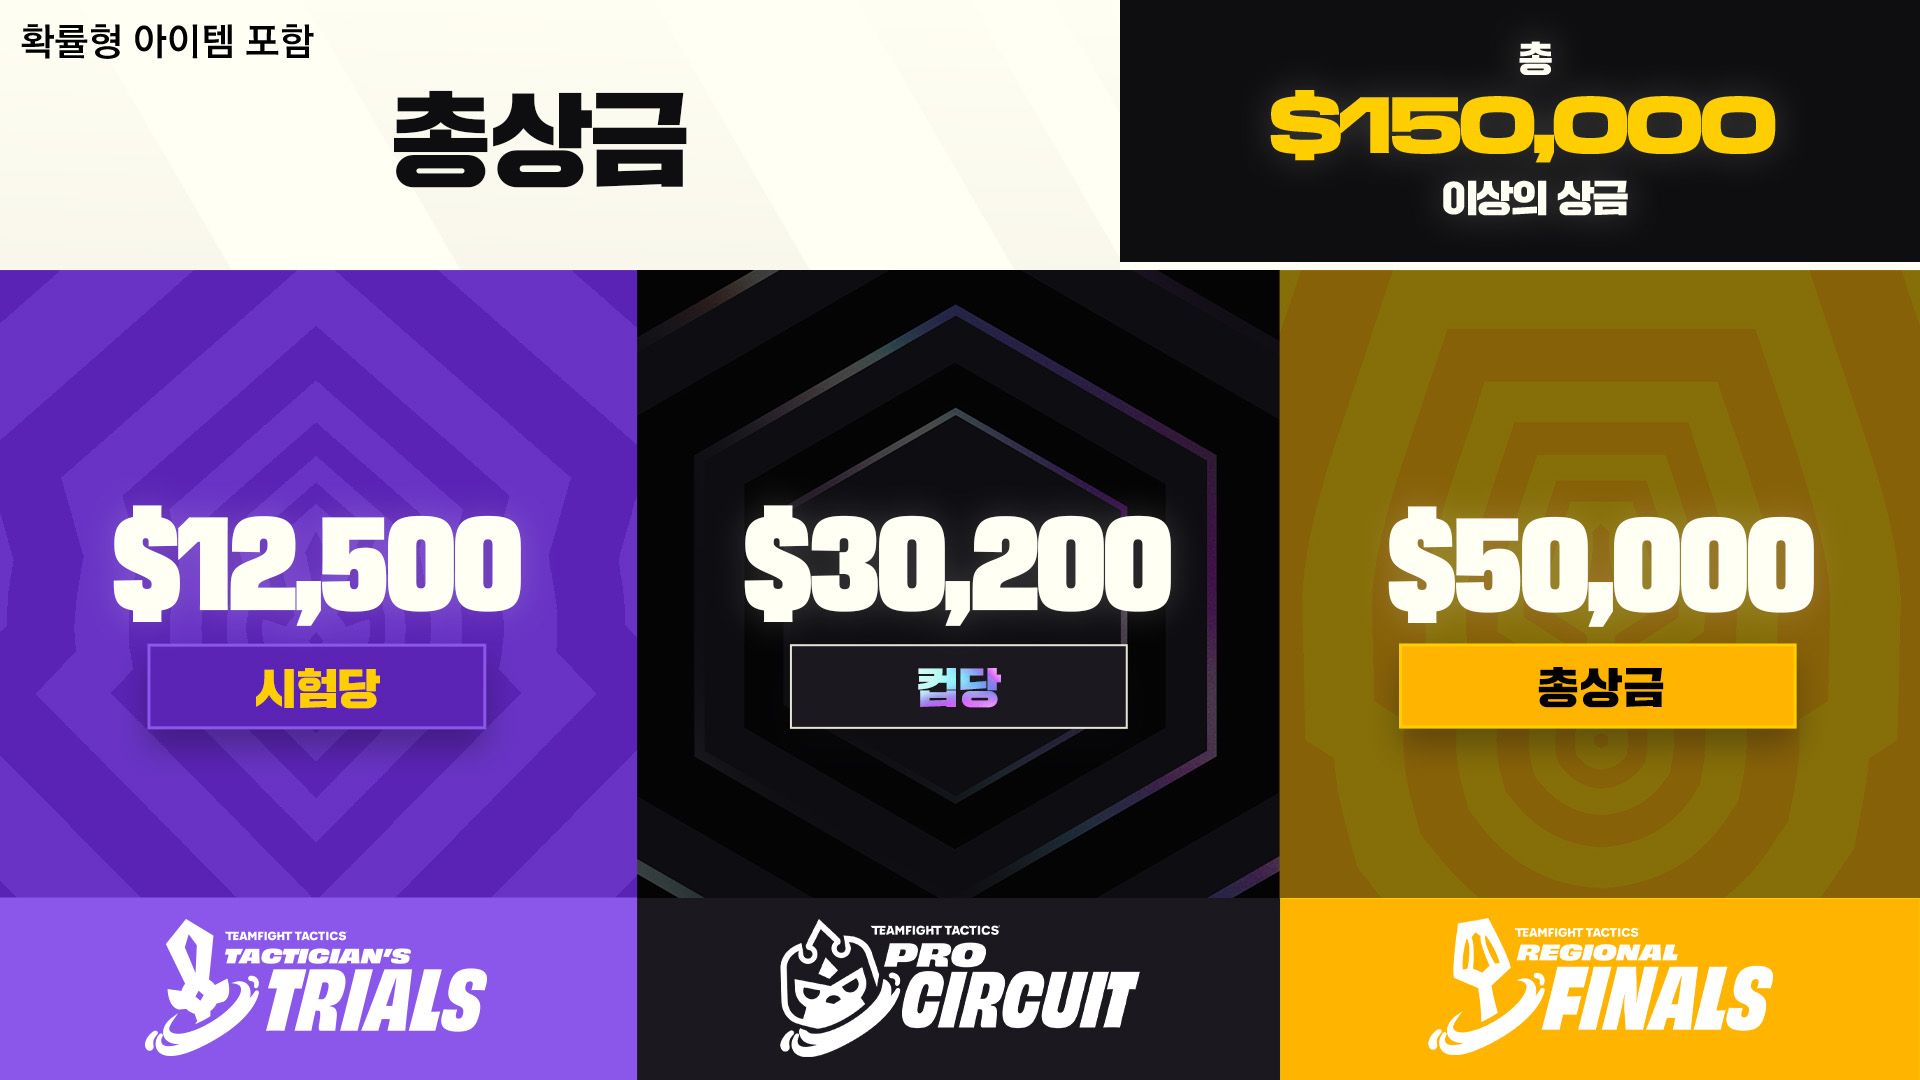 확률형 아이템 포함
총상금
총
$150,000
이상의 상금
$12,500
시험당
$30,200
컵당
$50,000
총상금
TEAMFIGHT TACTICS
TACTICIAN'S
TRIALS
TEAMFIGHT TACTICS
PRO
CIRCUIT
TEAMFIGHT TACTICS
REGIONAL
FINALS